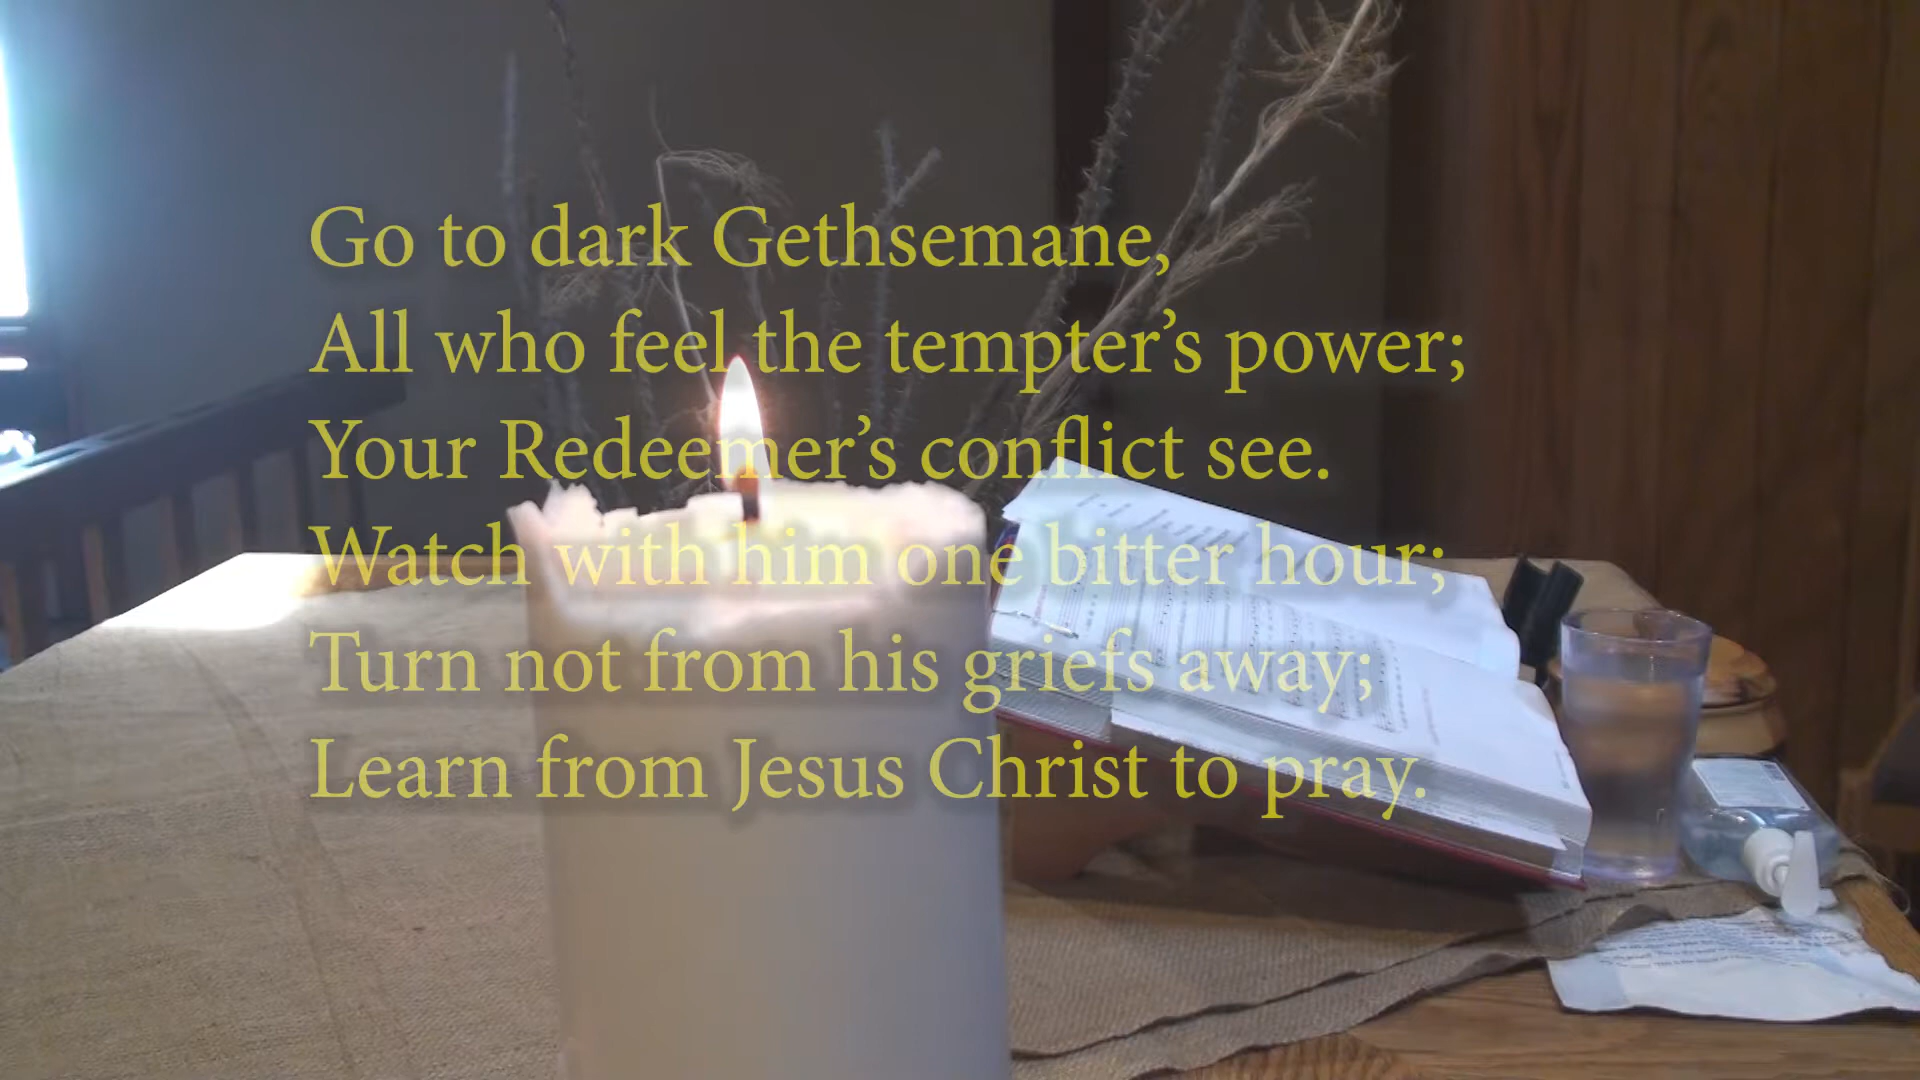 Go to dark Gethsemane,
All who feel the tempter’s power;
Your Redeemer’s conflict see.
Watch with him one bitter hour;
Turn not from his griefs away;
Learn from Jesus Christ to pray.